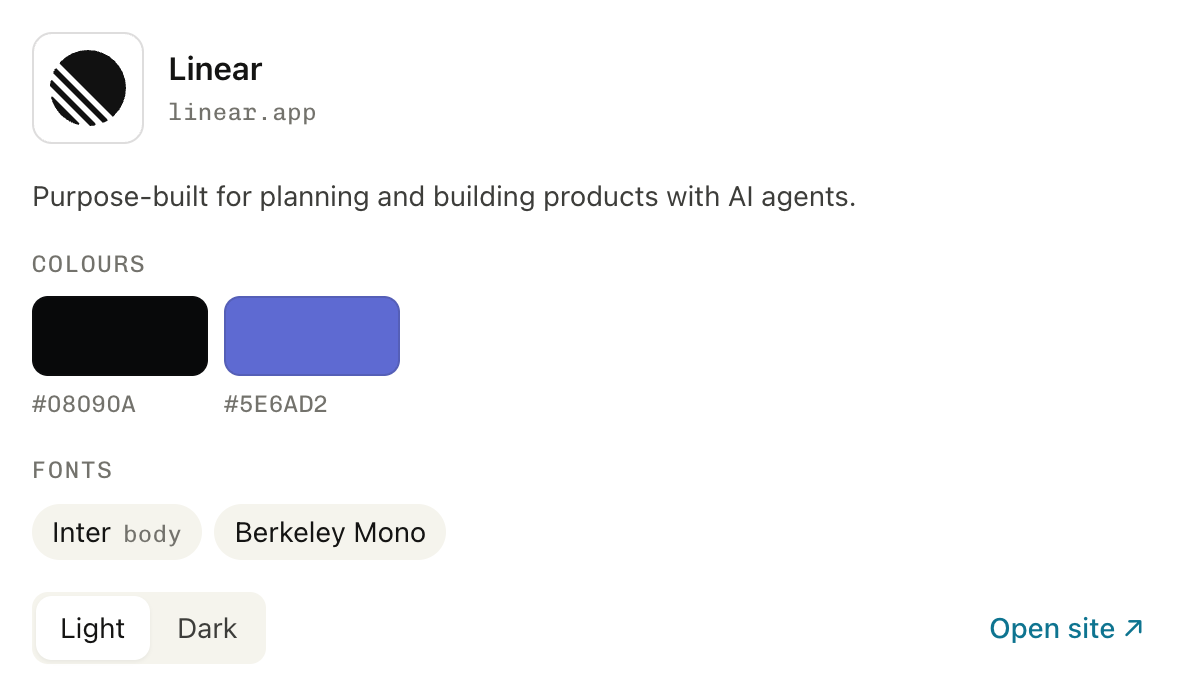 Linear
linear.app
Purpose-built for planning and building products with AI agents.
COLOURS
#08090A #5E6AD2
FONTS
Inter body Berkeley Mono
Light Dark Open site ↗